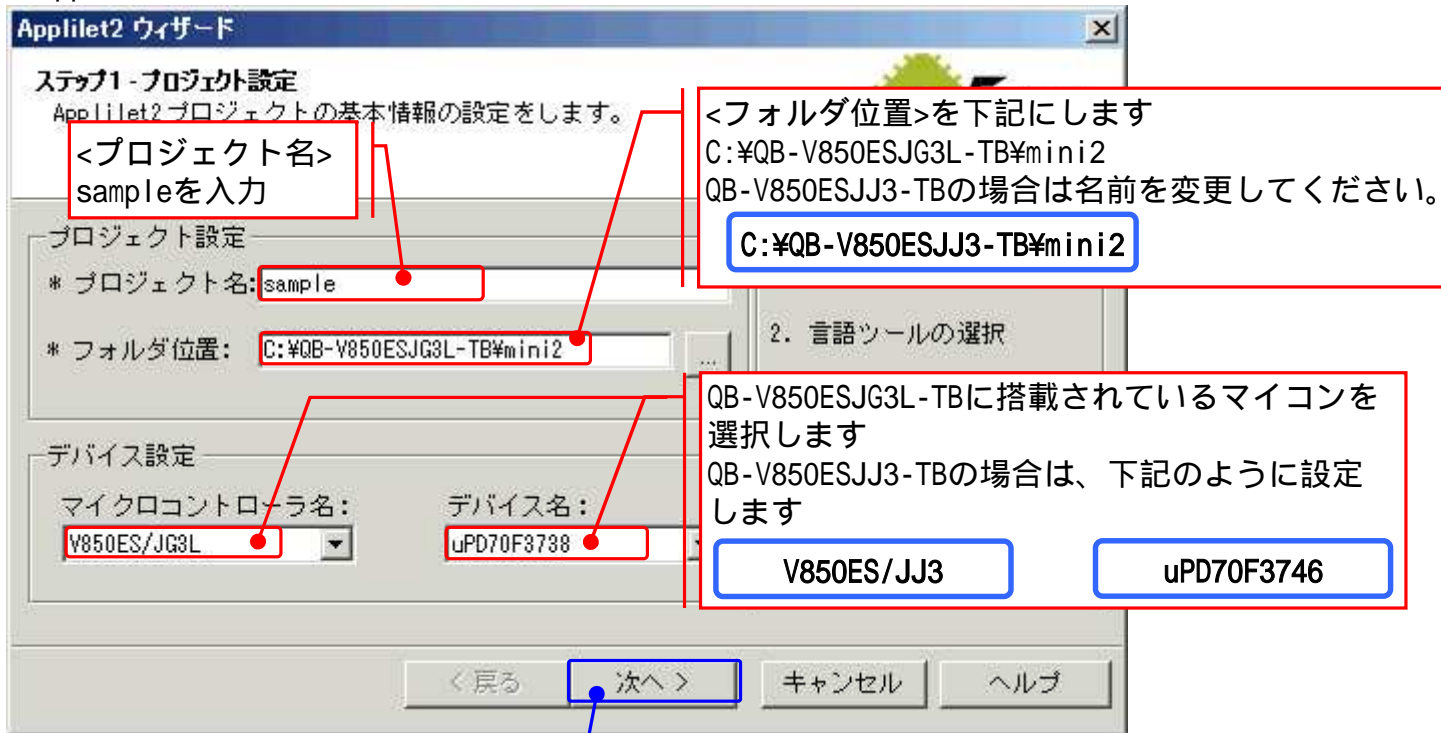 Applilet2 ウィザード
ステップ1 - プロジェクト設定
Applilet2 プロジェクトの基本情報の設定をします。
<プロジェクト名>
sampleを入力
<フォルダ位置>を下記にします
C:¥QB-V850ESJG3L-TB¥mini2
QB-V850ESJJ3-TBの場合は名前を変更してください。
C:¥QB-V850ESJJ3-TB¥mini2
プロジェクト設定
* プロジェクト名: sample
* フォルダ位置: C:¥QB-V850ESJG3L-TB¥mini2 ...
2. 言語ツールの選択
QB-V850ESJG3L-TBに搭載されているマイコンを
選択します
QB-V850ESJJ3-TBの場合は、下記のように設定
します
V850ES/JJ3 uPD70F3746
デバイス設定
マイクロコントローラ名: デバイス名:
V850ES/JG3L uPD70F3738
< 戻る 次へ > キャンセル ヘルプ